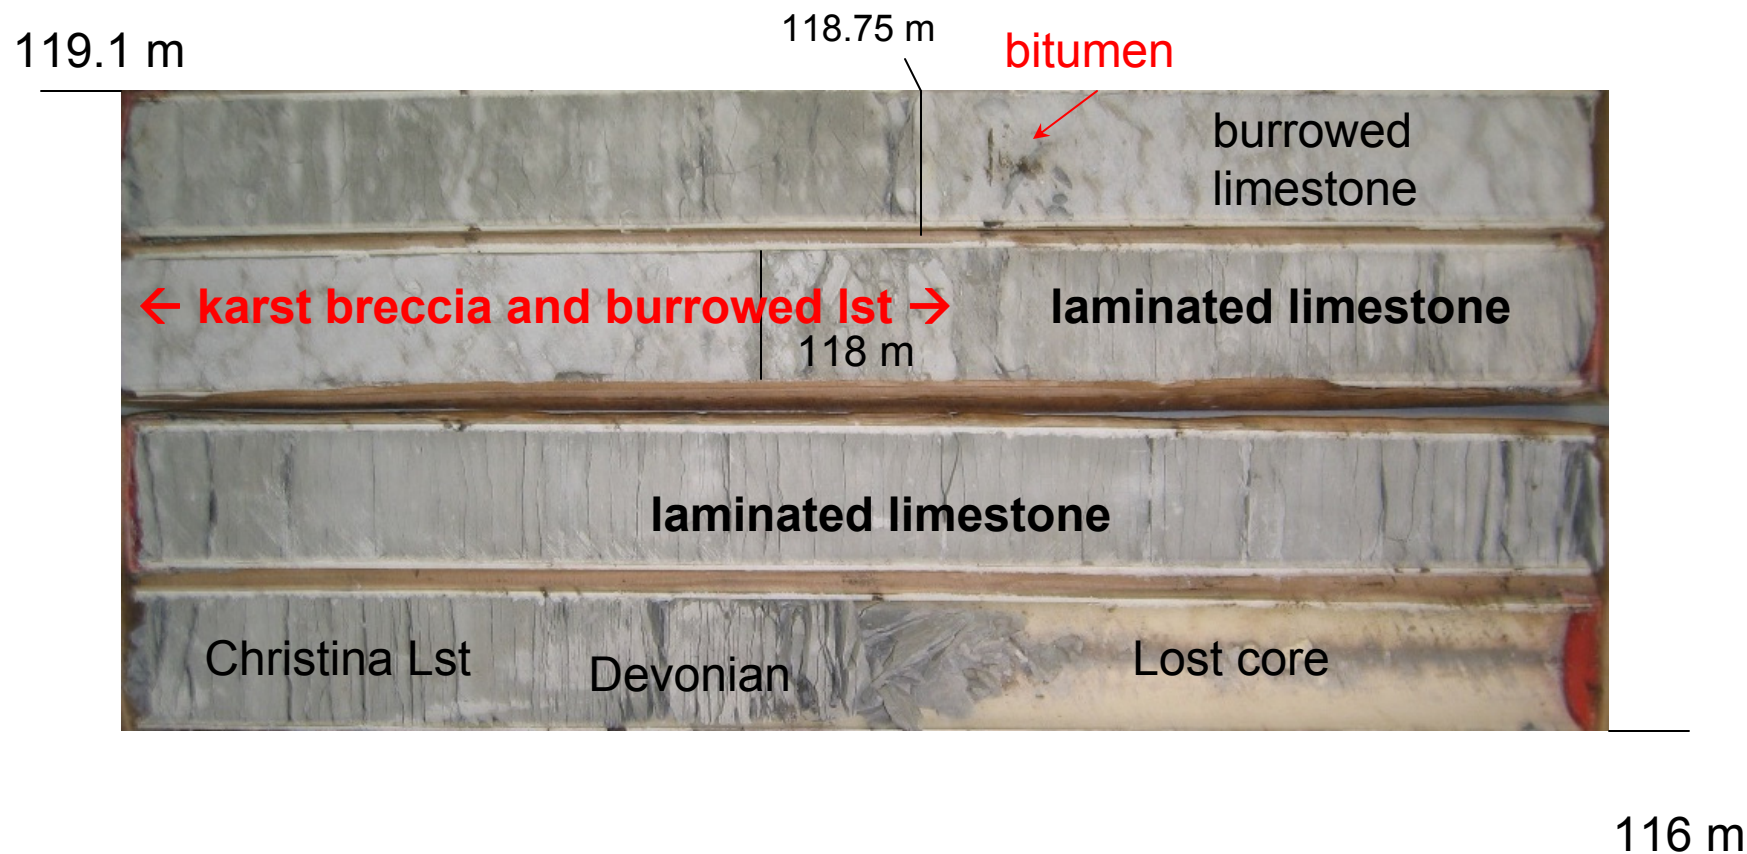 119.1 m
118.75 m
bitumen
burrowed
limestone
← karst breccia and burrowed lst →
laminated limestone
118 m
laminated limestone
Christina Lst
Devonian
Lost core
116 m